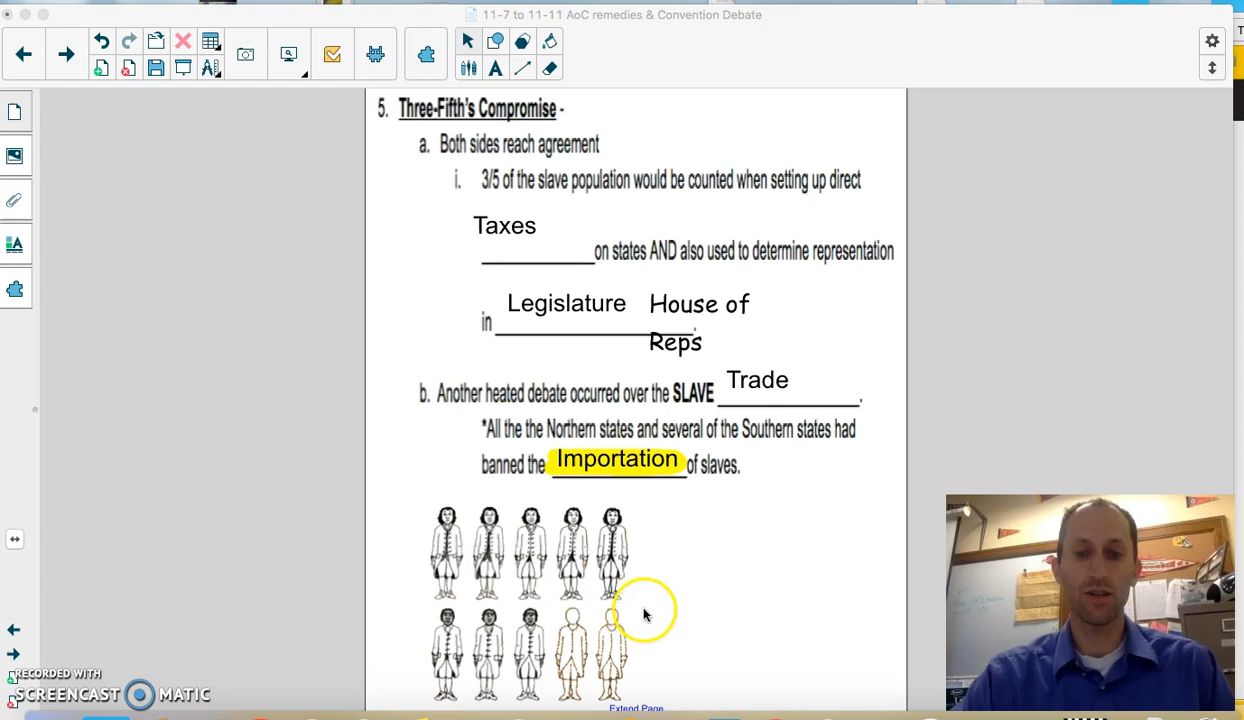 11-7 to 11-11 AoC remedies & Convention Debate
5. Three-Fifth's Compromise -
a. Both sides reach agreement
i. 3/5 of the slave population would be counted when setting up direct
Taxes
____________on states AND also used to determine representation
Legislature House of
in ____________________.
Reps
Trade
b. Another heated debate occurred over the SLAVE ______________.
*All the the Northern states and several of the Southern states had
banned the Importation of slaves.
Extend Page
RECORDED WITH
SCREENCAST MATIC